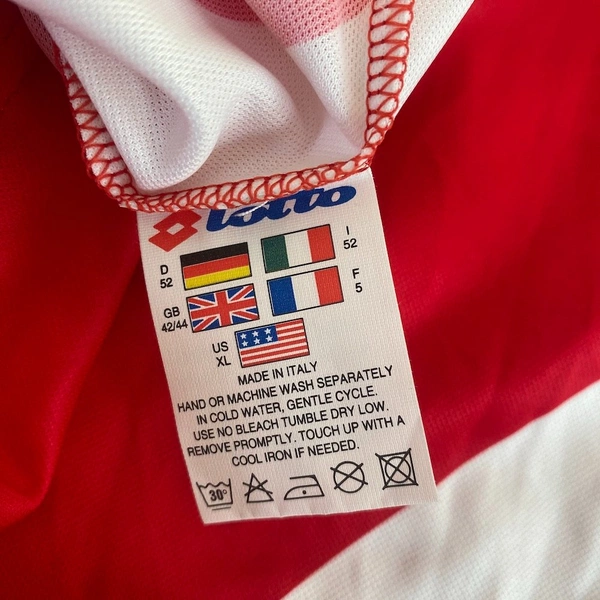 lotto
D
52
I
52
GB
42/44
F
5
US
XL
MADE IN ITALY
HAND OR MACHINE WASH SEPARATELY
IN COLD WATER, GENTLE CYCLE.
USE NO BLEACH TUMBLE DRY LOW.
REMOVE PROMPTLY. TOUCH UP WITH A
COOL IRON IF NEEDED.
30°